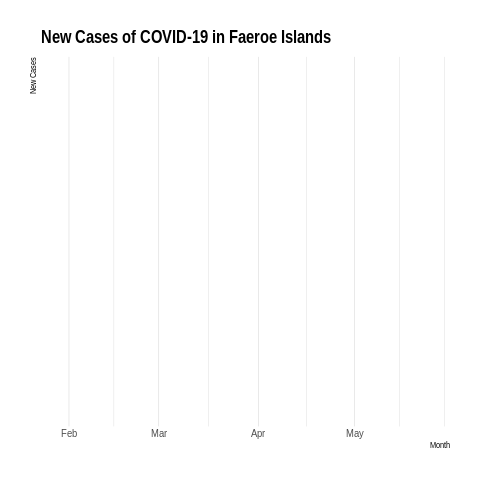 New Cases of COVID-19 in Faeroe Islands
New Cases
Feb Mar Apr May
Month